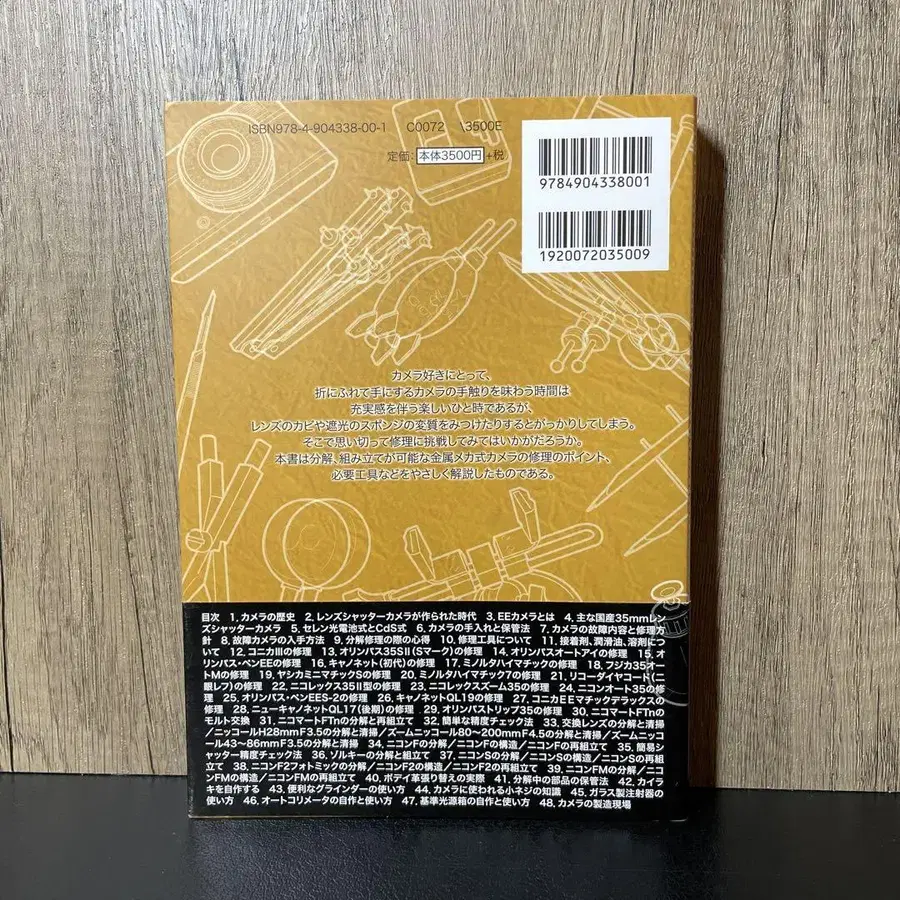 ISBN978-4-904338-00-1 C0072 \3500E
定価：本体3500円+税
9784904338001
1920072035009
カメラ好きにとって、
折にふれて手にするカメラの手触りを味わう時間は
充実感を伴う楽しいひと時であるが、
レンズのカビや遮光のスポンジの変質をみつけたりするとがっかりしてしまう。
そこで思い切って修理に挑戦してみてはいかがだろうか。
本書は分解、組み立てが可能な金属メカ式カメラの修理のポイント、
必要工具などをやさしく解説したものである。
目次 1．カメラの歴史 2．レンズシャッターカメラが作られた時代 3．EEカメラとは 4．主な国産35mmレン
ズシャッターカメラ 5．セレン光電池式とCdS式 6．カメラの手入れと保管法 7．カメラの故障内容と修理方
針 8．故障カメラの入手方法 9．分解修理の際の心得 10．修理工具について 11．接着剤、潤滑油、溶剤につ
いて 12．コニカⅢの修理 13．オリンパス35SⅡ（Sマーク）の修理 14．オリンパスオートアイの修理 15．オ
リンパス・ペンEEの修理 16．キャノネット（初代）の修理 17．ミノルタハイマチックの修理 18．フジカ35オー
トMの修理 19．ヤシカミニマチックSの修理 20．ミノルタハイマチック7の修理 21．リコーダイヤコード（二
眼レフ）の修理 22．ニコレックス35Ⅱ型の修理 23．ニコレックスズーム35の修理 24．ニコンオート35の修
理 25．オリンパス・ペンEES-2の修理 26．キャノネットQL19の修理 27．コニカEEマチックデラックスの
修理 28．ニューキャノネットQL17（後期）の修理 29．オリンパストリップ35の修理 30．ニコマートFTnの
モルト交換 31．ニコマートFTnの分解と再組立て 32．簡単な精度チェック法 33．交換レンズの分解と清掃
／ニッコールH28mmF3.5の分解と清掃／ズームニッコール80〜200mmF4.5の分解と清掃／ズームニッコー
ル43〜86mmF3.5の分解と清掃 34．ニコンFの分解／ニコンFの構造／ニコンFの再組立て 35．簡易シ
ャッター精度チェック法 36．ゾルキーの分解と組立て 37．ニコンSの分解／ニコンSの構造／ニコンSの再組
立て 38．ニコンF2フォトミックの分解／ニコンF2の構造／ニコンF2の再組立て 39．ニコンFMの分解／ニコ
ンFMの構造／ニコンFMの再組立て 40．ボディ革張り替えの実際 41．分解中の部品の保管法 42．カイラ
キを自作する 43．便利なグラインダーの使い方 44．カメラに使われる小ネジの知識 45．ガラス製注射器の
使い方 46．オートコリメータの自作と使い方 47．基準光源箱の自作と使い方 48．カメラの製造現場